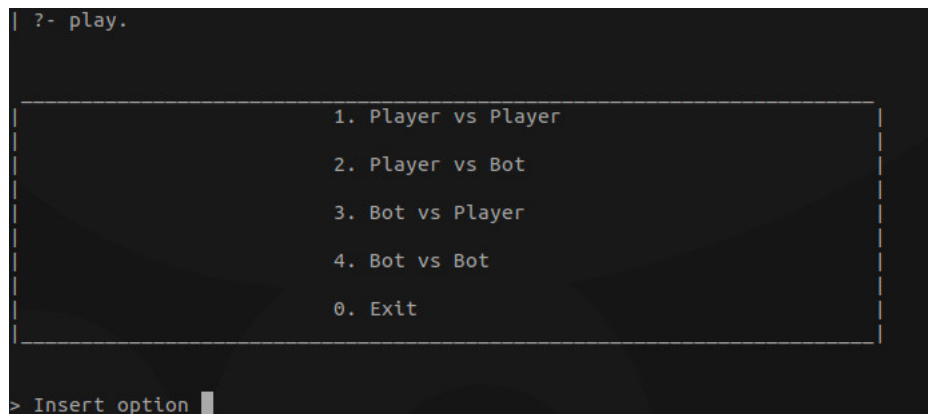 | ?- play.
1. Player vs Player
2. Player vs Bot
3. Bot vs Player
4. Bot vs Bot
0. Exit
> Insert option